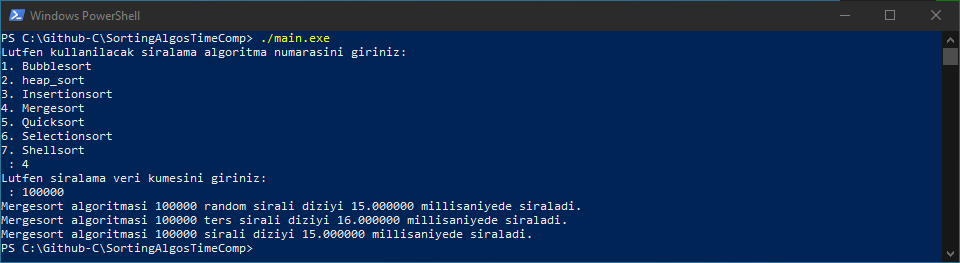 Windows PowerShell
PS C:\Github-C\SortingAlgosTimeComp> ./main.exe
Lutfen kullanilacak siralama algoritma numarasini giriniz:
1. Bubblesort
2. heap_sort
3. Insertionsort
4. Mergesort
5. Quicksort
6. Selectionsort
7. Shellsort
 : 4
Lutfen siralama veri kumesini giriniz:
 : 100000
Mergesort algoritmasi 100000 random sirali diziyi 15.000000 millisaniyede siraladi.
Mergesort algoritmasi 100000 ters sirali diziyi 16.000000 millisaniyede siraladi.
Mergesort algoritmasi 100000 sirali diziyi 15.000000 millisaniyede siraladi.
PS C:\Github-C\SortingAlgosTimeComp>